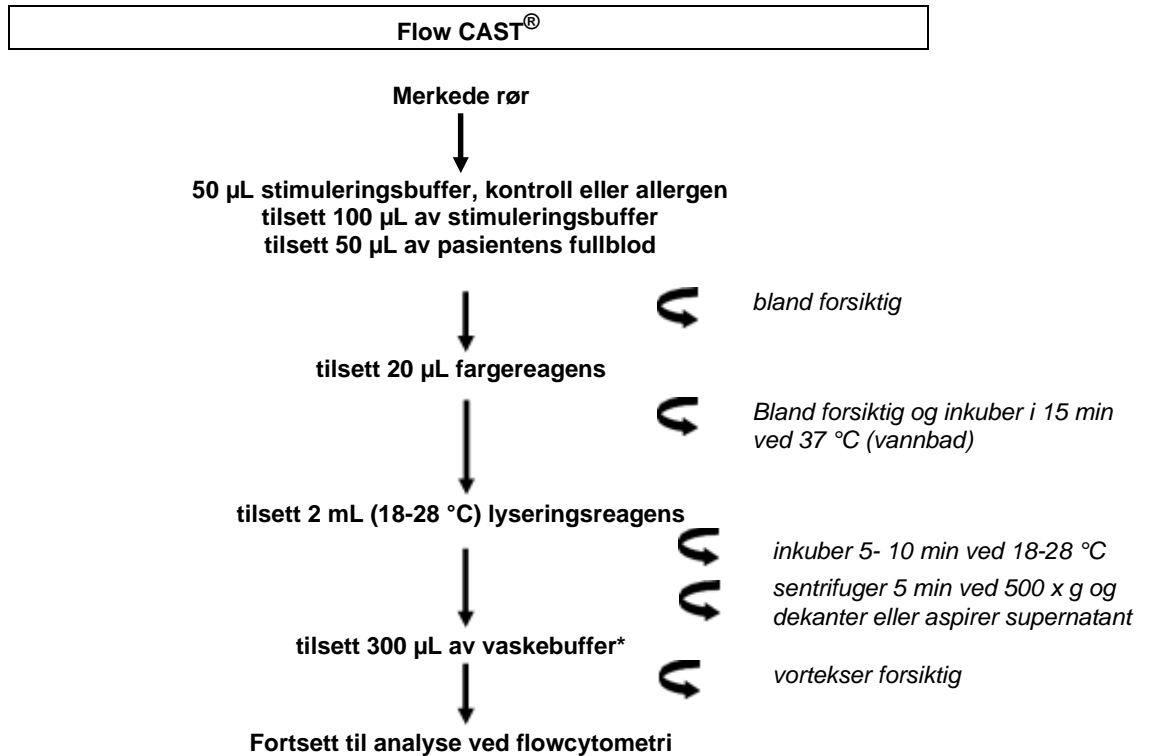 Flow CAST®
Merkede rør
50 µL stimuleringsbuffer, kontroll eller allergen
tilsett 100 µL av stimuleringsbuffer
tilsett 50 µL av pasientens fullblod
bland forsiktig
tilsett 20 µL fargereagens
Bland forsiktig og inkuber i 15 min
ved 37 °C (vannbad)
tilsett 2 mL (18-28 °C) lyseringsreagens
inkuber 5- 10 min ved 18-28 °C
sentrifuger 5 min ved 500 x g og
dekanter eller aspirer supernatant
tilsett 300 µL av vaskebuffer*
vortekser forsiktig
Fortsett til analyse ved flowcytometri